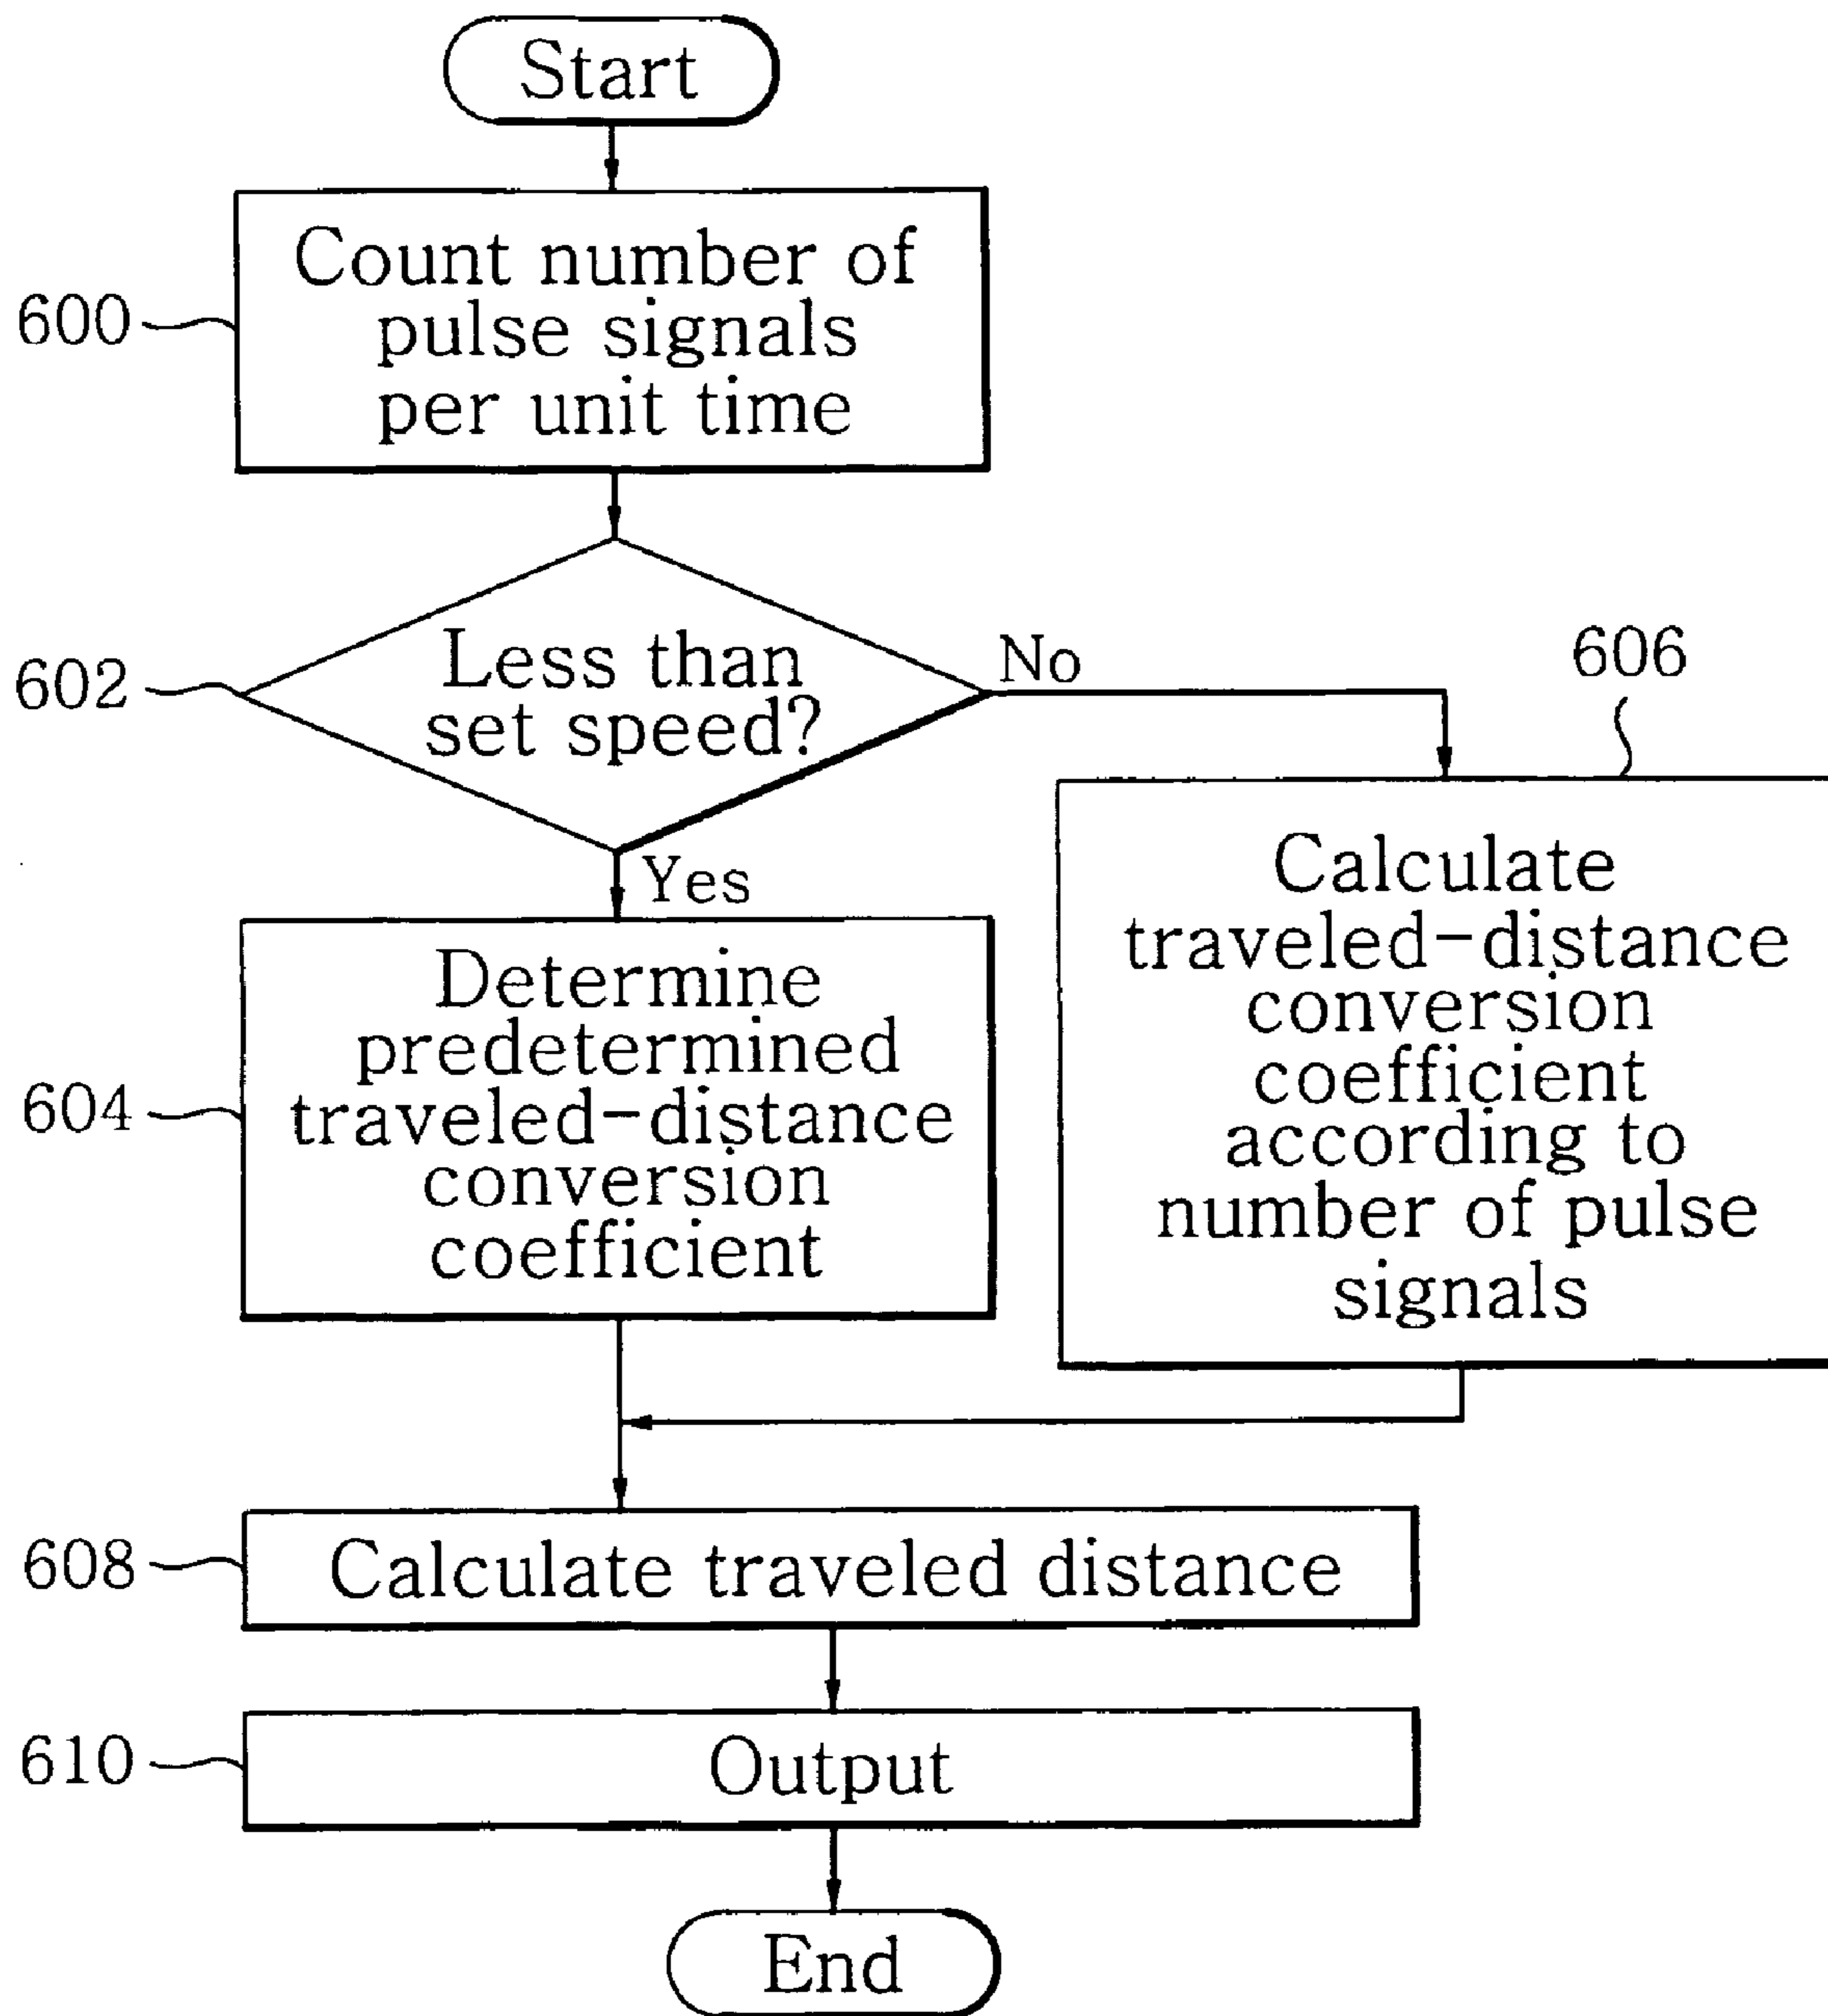 Start
Count number of
pulse signals
per unit time
600
Less than
set speed?
602
No
Yes
606
Calculate
traveled-distance
conversion
coefficient
according to
number of pulse
signals
Determine
predetermined
traveled-distance
conversion
coefficient
604
608
Calculate traveled distance
610
Output
End